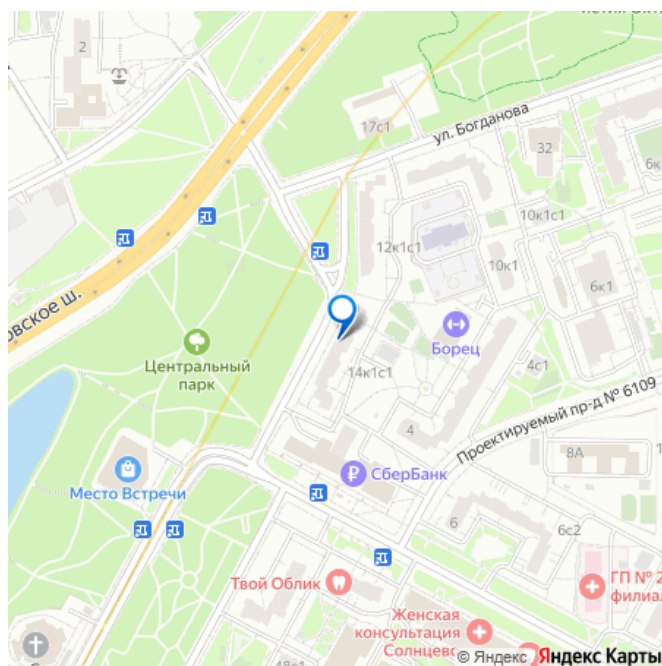 2
17с1
ул. Богданова
32
6к
10к1с1
12к1с1
10к1
6к1
ОВСКОЕ Ш.
Борец
Центральный
парк
14к1с1
4с1
Проектируемый пр-д № 6109
4
8А
СберБанк
Место Встречи
6
6с2
Твой Облик
ГП № 2
филиал
Женская
консультация
Солнцево
48с1
© Яндекс Яндекс Карты